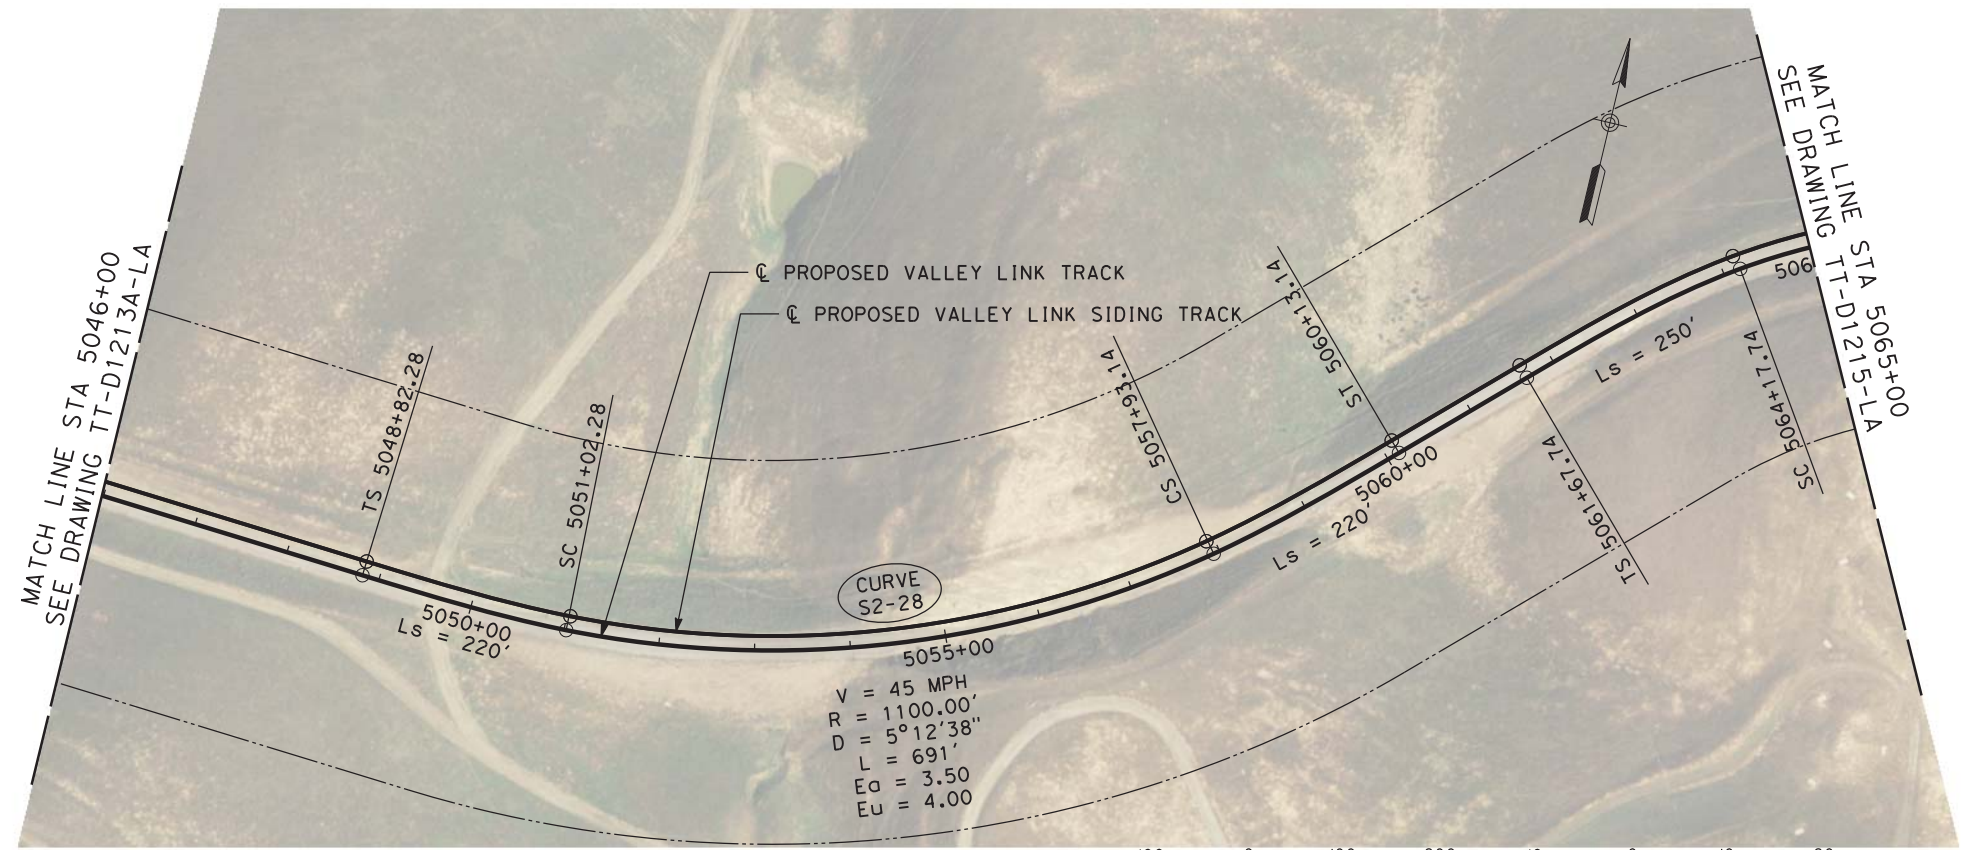 MATCH LINE STA 5046+00
SEE DRAWING TT-D1213A-LA
TS 5048+82.28
5050+00
Ls = 220'
SC 5051+02.28
℄ PROPOSED VALLEY LINK TRACK
℄ PROPOSED VALLEY LINK SIDING TRACK
CURVE
S2-28
5055+00
V = 45 MPH
R = 1100.00'
D = 5°12'38"
L = 691'
Ea = 3.50
Eu = 4.00
CS 5057+93.14
Ls = 220'
ST 5060+13.14
5060+00
TS 5061+67.74
Ls = 250'
SC 5064+17.74
506
MATCH LINE STA 5065+00
SEE DRAWING TT-D1215-LA